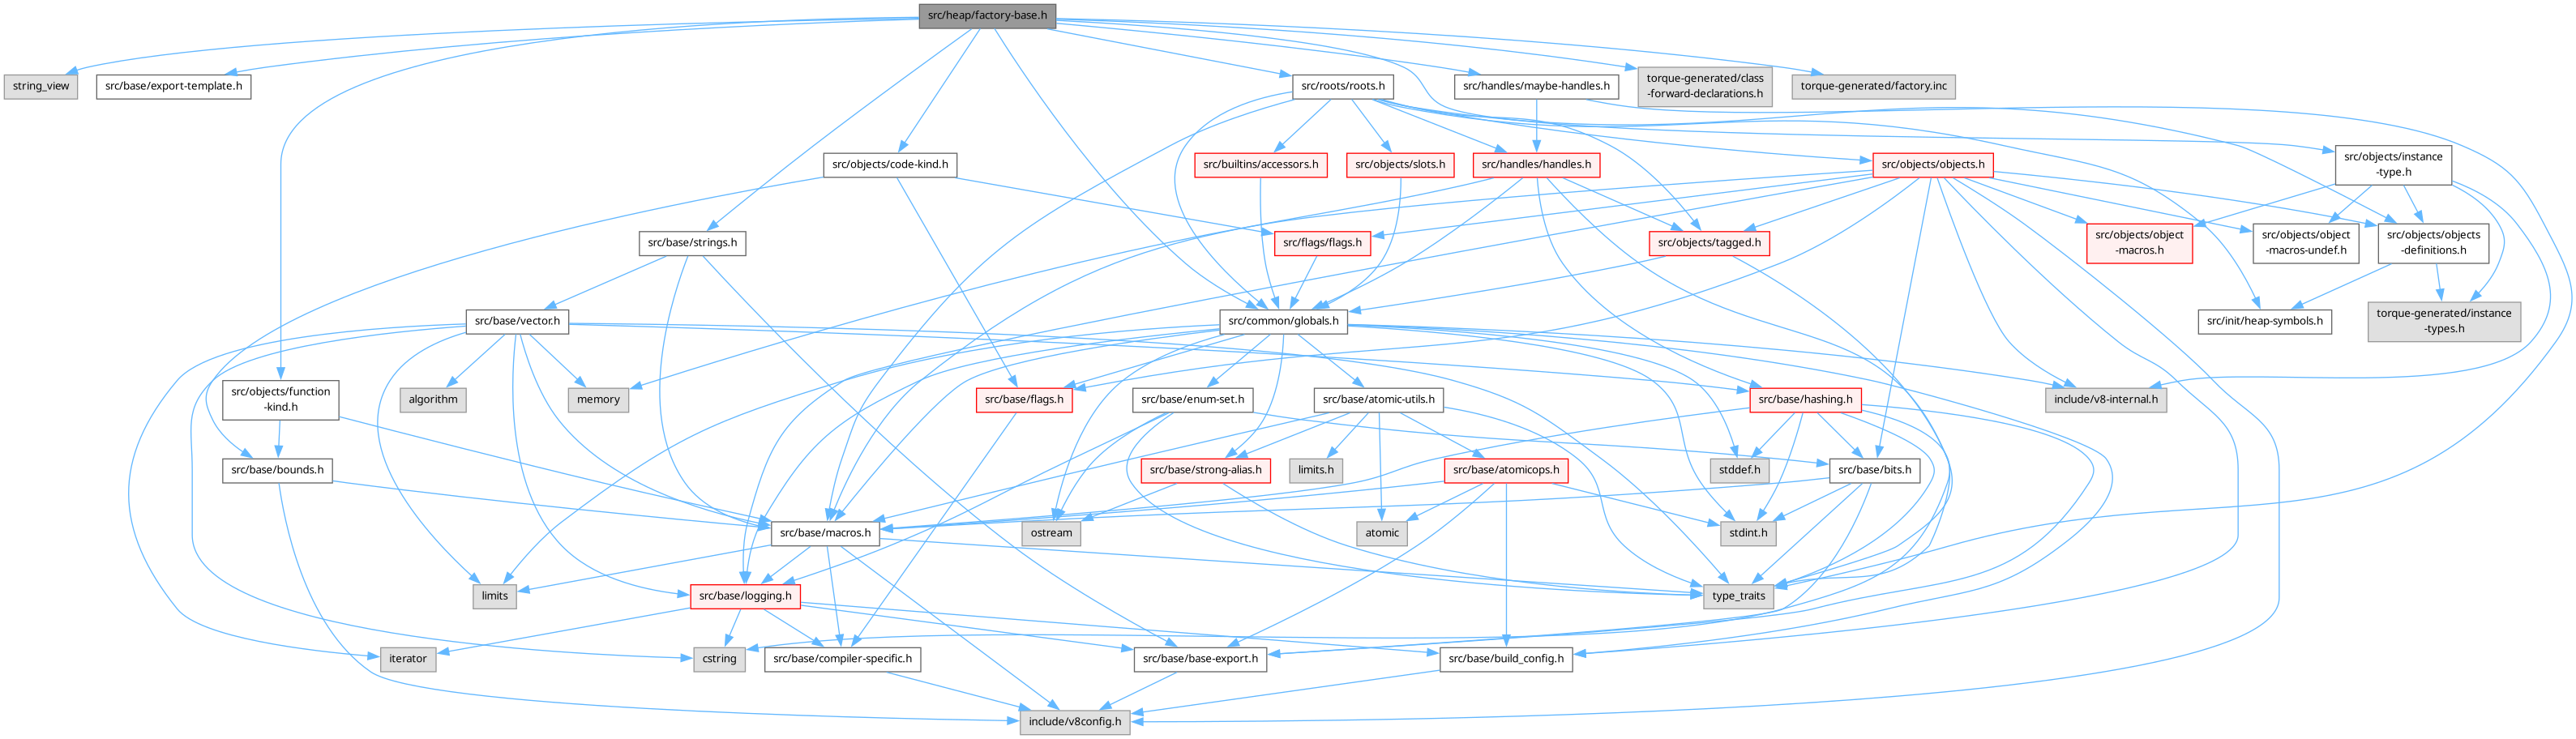 src/heap/factory-base.h
string_view
src/base/export-template.h
src/roots/roots.h
src/handles/maybe-handles.h
torque-generated/class
-forward-declarations.h
torque-generated/factory.inc
src/objects/code-kind.h
src/builtins/accessors.h
src/objects/slots.h
src/handles/handles.h
src/objects/objects.h
src/objects/instance
-type.h
src/base/strings.h
src/flags/flags.h
src/objects/tagged.h
src/objects/object
-macros.h
src/objects/object
-macros-undef.h
src/objects/objects
-definitions.h
src/base/vector.h
src/common/globals.h
src/init/heap-symbols.h
torque-generated/instance
-types.h
src/objects/function
-kind.h
algorithm
memory
src/base/flags.h
src/base/enum-set.h
src/base/atomic-utils.h
src/base/hashing.h
include/v8-internal.h
src/base/bounds.h
src/base/strong-alias.h
limits.h
src/base/atomicops.h
stddef.h
src/base/bits.h
src/base/macros.h
ostream
atomic
stdint.h
limits
src/base/logging.h
type_traits
iterator
cstring
src/base/compiler-specific.h
src/base/base-export.h
src/base/build_config.h
include/v8config.h